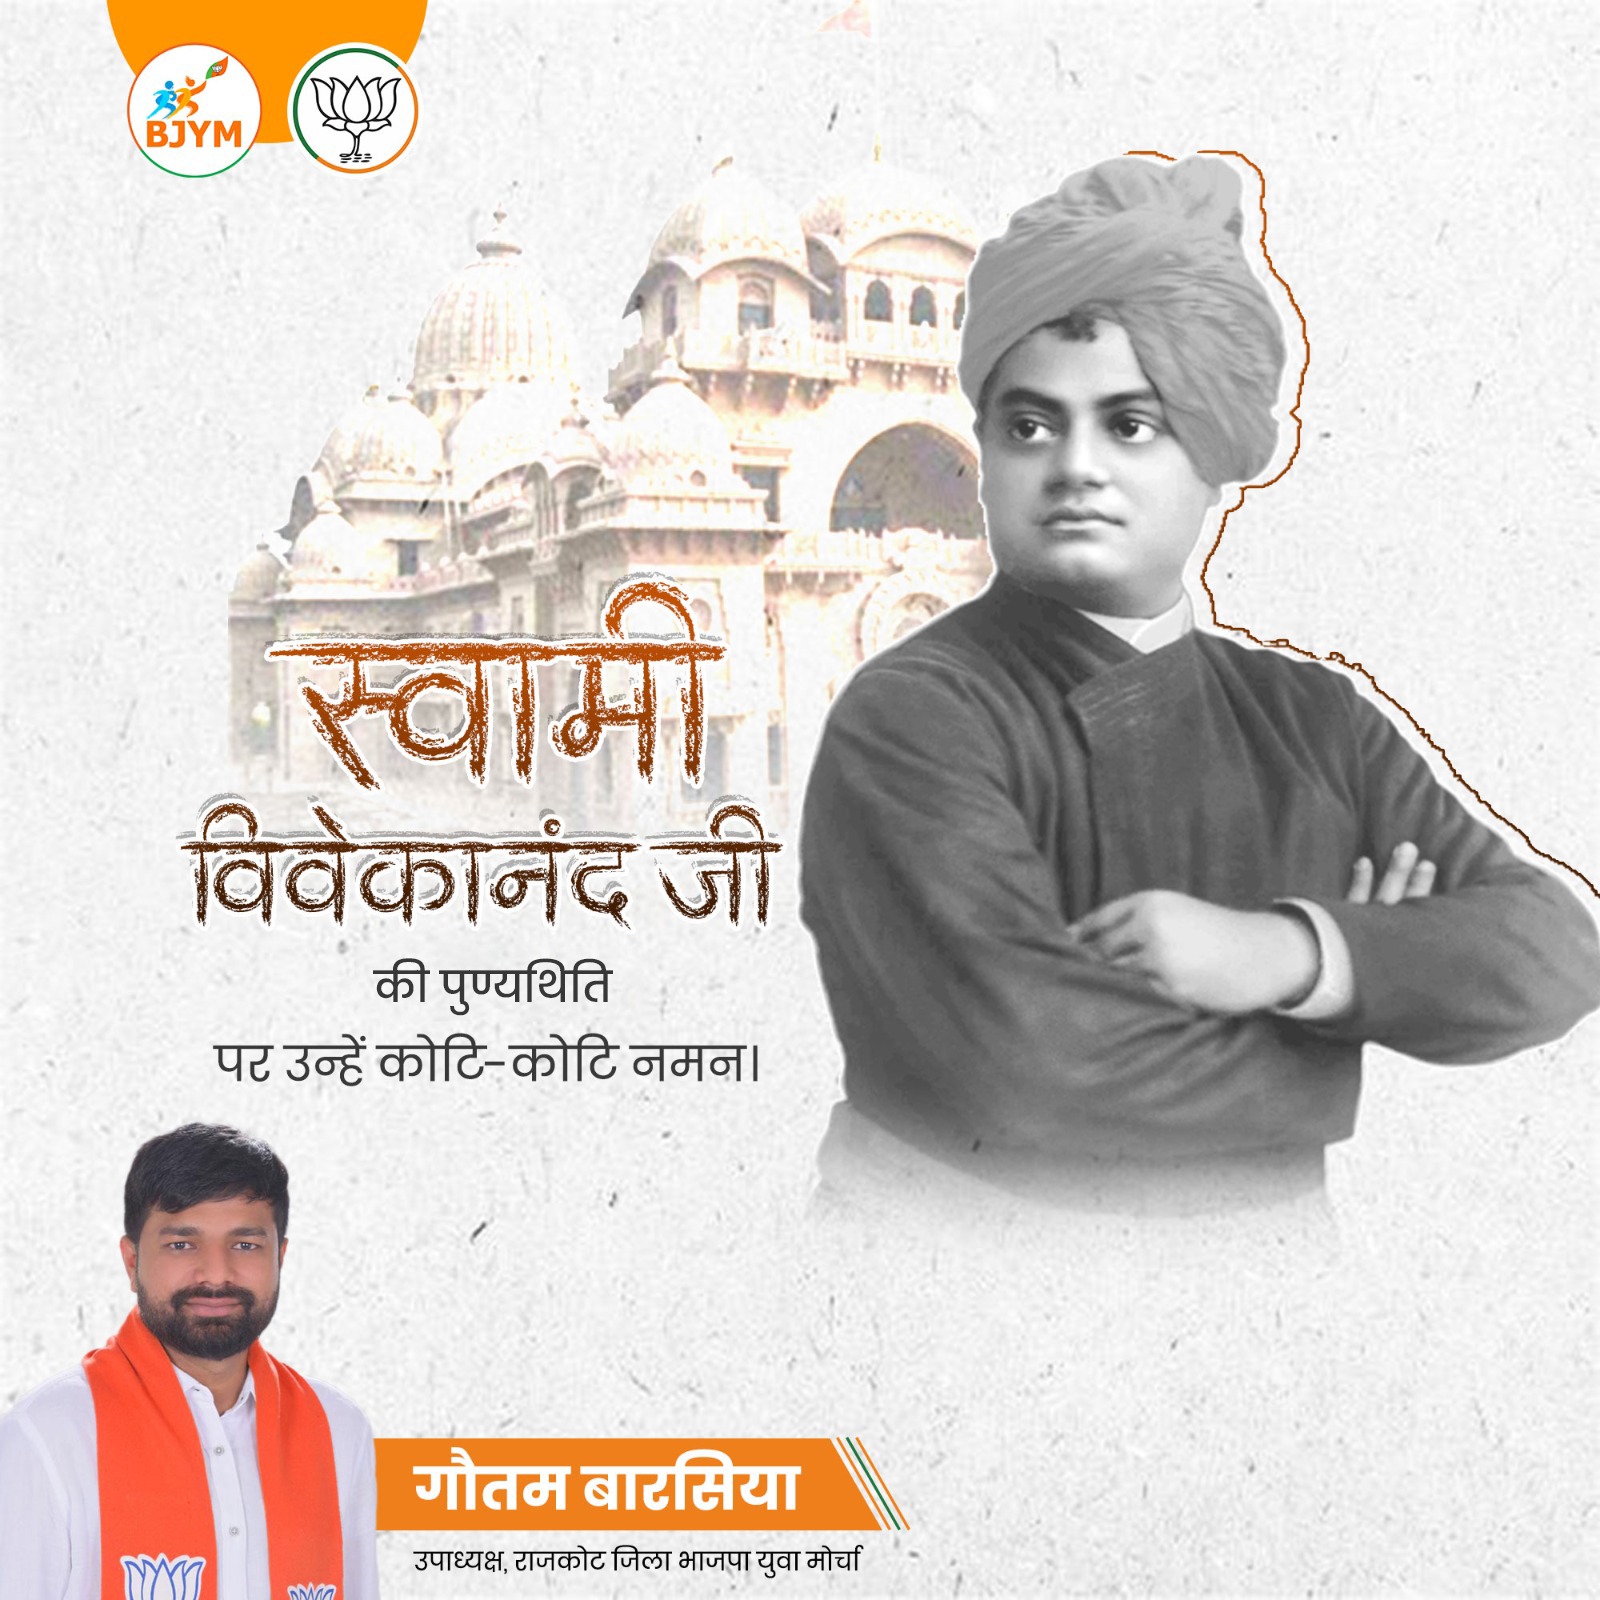 BJYM
स्वामी
विवेकानंद जी
की पुण्यथिति
पर उन्हें कोटि-कोटि नमन।
गौतम बारसिया
उपाध्यक्ष, राजकोट जिला भाजपा युवा मोर्चा